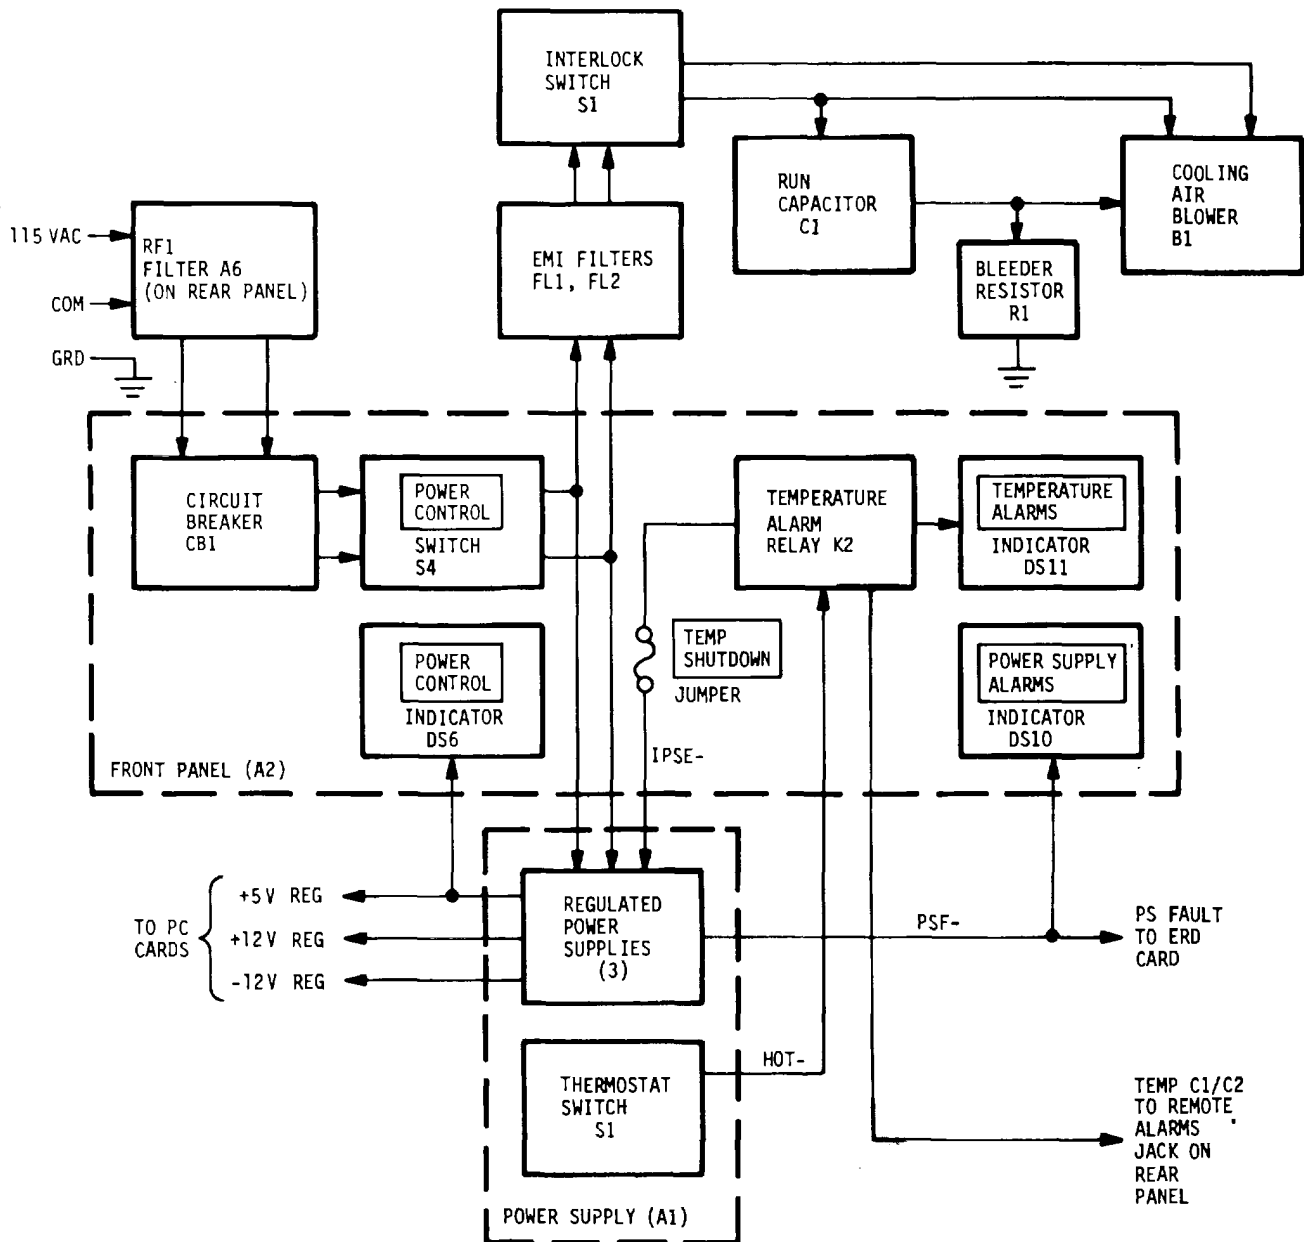 INTERLOCK
SWITCH
S1
RUN
CAPACITOR
C1
COOLING
AIR
BLOWER
B1
115 VAC
COM
GRD
RF1
FILTER A6
(ON REAR PANEL)
EMI FILTERS
FL1, FL2
BLEEDER
RESISTOR
R1
CIRCUIT
BREAKER
CB1
POWER
CONTROL
SWITCH
S4
TEMPERATURE
ALARM
RELAY K2
TEMPERATURE
ALARMS
INDICATOR
DS11
POWER
CONTROL
INDICATOR
DS6
TEMP
SHUTDOWN
JUMPER
POWER SUPPLY
ALARMS
INDICATOR
DS10
IPSE-
FRONT PANEL (A2)
TO PC
CARDS
+5V REG
+12V REG
-12V REG
REGULATED
POWER
SUPPLIES
(3)
PSF-
PS FAULT
TO ERD
CARD
HOT-
THERMOSTAT
SWITCH
S1
TEMP C1/C2
TO REMOTE
ALARMS
JACK ON
REAR
PANEL
POWER SUPPLY (A1)